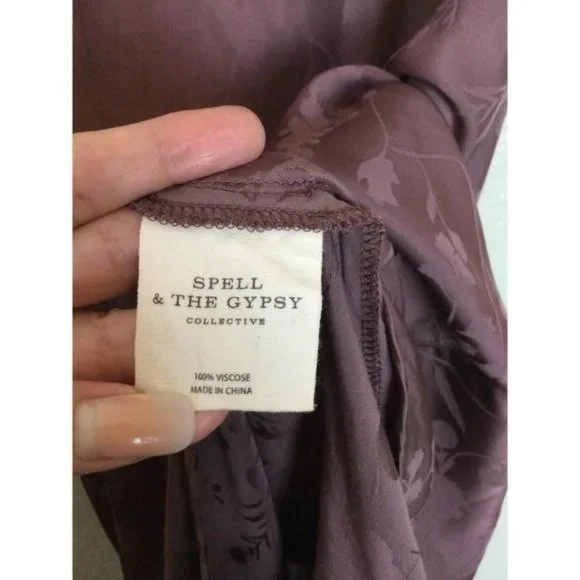 SPELL
& THE GYPSY
COLLECTIVE
100% VISCOSE
MADE IN CHINA